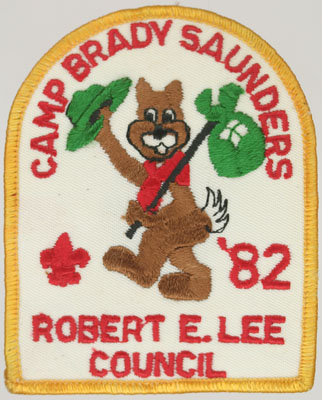 CAMP BRADY SAUNDERS
'82
ROBERT E. LEE
COUNCIL